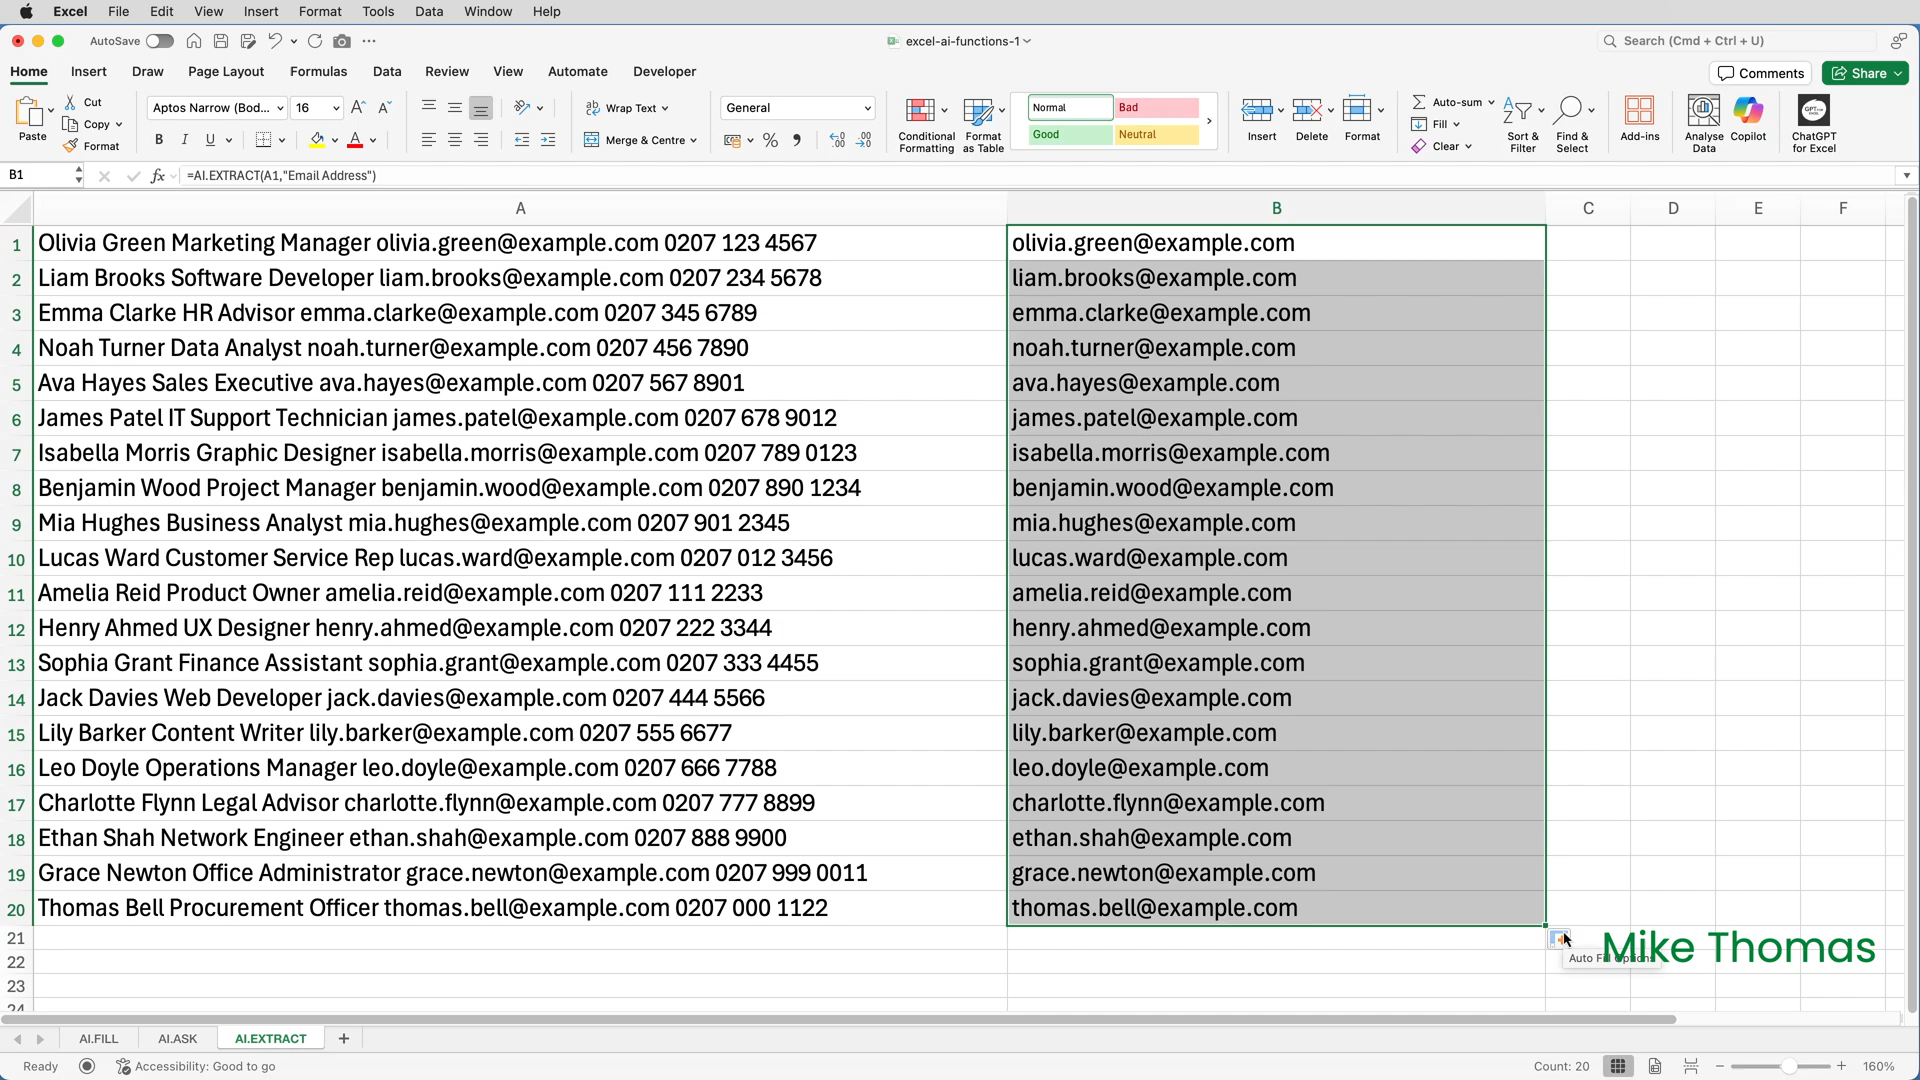 Excel File Edit View Insert Format Tools Data Window Help
AutoSave excel-ai-functions-1 Search (Cmd + Ctrl + U)
Home Insert Draw Page Layout Formulas Data Review View Automate Developer Comments Share
Paste Cut Copy Format
Aptos Narrow (Bod... 16
B I U A
ab Wrap Text
Merge & Centre
General
Conditional Formatting
Format as Table
Normal Bad
Good Neutral
Insert Delete Format
Auto-sum
Fill
Clear
Sort & Filter
Find & Select
Add-ins
Analyse Data
Copilot
ChatGPT for Excel
B1 fx =AI.EXTRACT(A1,"Email Address")
A B C D E F
1 Olivia Green Marketing Manager olivia.green@example.com 0207 123 4567 olivia.green@example.com
2 Liam Brooks Software Developer liam.brooks@example.com 0207 234 5678 liam.brooks@example.com
3 Emma Clarke HR Advisor emma.clarke@example.com 0207 345 6789 emma.clarke@example.com
4 Noah Turner Data Analyst noah.turner@example.com 0207 456 7890 noah.turner@example.com
5 Ava Hayes Sales Executive ava.hayes@example.com 0207 567 8901 ava.hayes@example.com
6 James Patel IT Support Technician james.patel@example.com 0207 678 9012 james.patel@example.com
7 Isabella Morris Graphic Designer isabella.morris@example.com 0207 789 0123 isabella.morris@example.com
8 Benjamin Wood Project Manager benjamin.wood@example.com 0207 890 1234 benjamin.wood@example.com
9 Mia Hughes Business Analyst mia.hughes@example.com 0207 901 2345 mia.hughes@example.com
10 Lucas Ward Customer Service Rep lucas.ward@example.com 0207 012 3456 lucas.ward@example.com
11 Amelia Reid Product Owner amelia.reid@example.com 0207 111 2233 amelia.reid@example.com
12 Henry Ahmed UX Designer henry.ahmed@example.com 0207 222 3344 henry.ahmed@example.com
13 Sophia Grant Finance Assistant sophia.grant@example.com 0207 333 4455 sophia.grant@example.com
14 Jack Davies Web Developer jack.davies@example.com 0207 444 5566 jack.davies@example.com
15 Lily Barker Content Writer lily.barker@example.com 0207 555 6677 lily.barker@example.com
16 Leo Doyle Operations Manager leo.doyle@example.com 0207 666 7788 leo.doyle@example.com
17 Charlotte Flynn Legal Advisor charlotte.flynn@example.com 0207 777 8899 charlotte.flynn@example.com
18 Ethan Shah Network Engineer ethan.shah@example.com 0207 888 9900 ethan.shah@example.com
19 Grace Newton Office Administrator grace.newton@example.com 0207 999 0011 grace.newton@example.com
20 Thomas Bell Procurement Officer thomas.bell@example.com 0207 000 1122 thomas.bell@example.com
21
Mike Thomas
Auto Fill Options
22
23
24
AI.FILL AI.ASK AI.EXTRACT
Ready Accessibility: Good to go Count: 20 160%